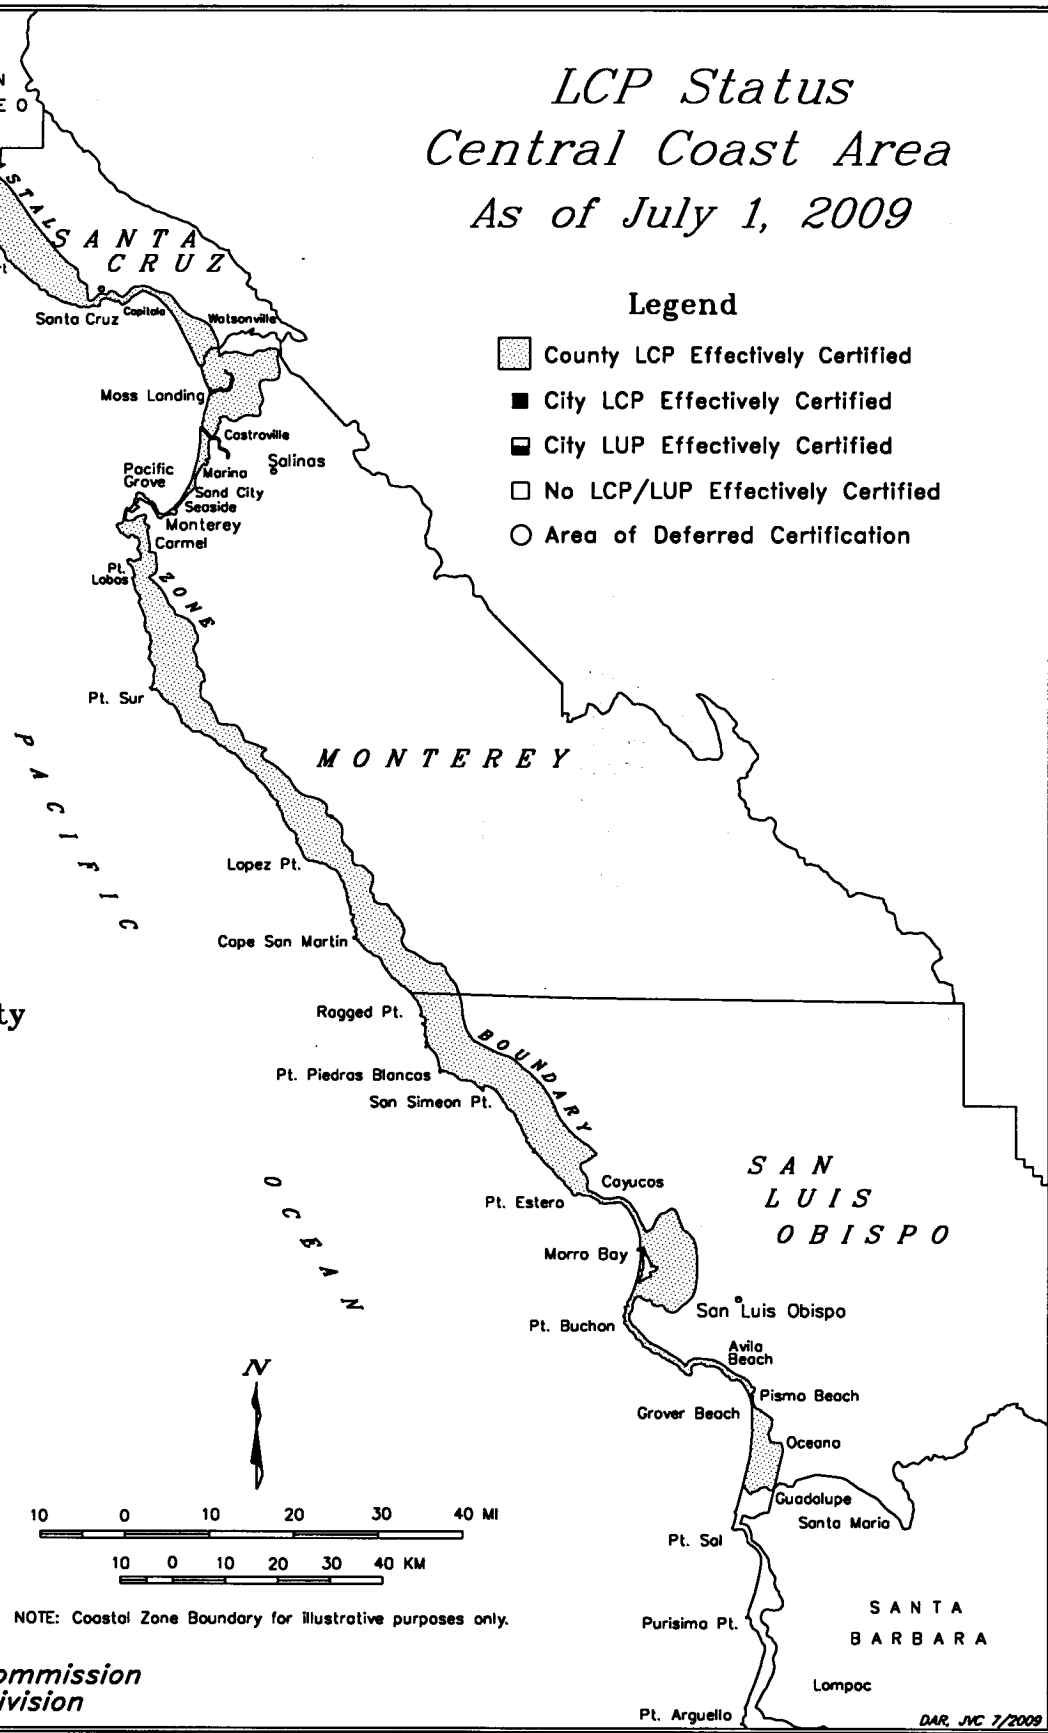 LCP Status
Central Coast Area
As of July 1, 2009
Legend
County LCP Effectively Certified
City LCP Effectively Certified
City LUP Effectively Certified
No LCP/LUP Effectively Certified
Area of Deferred Certification
N
E O
STAL
SANTA
CRUZ
Santa Cruz
Capitola
Watsonville
Moss Landing
Castroville
Salinas
Pacific
Grove
Marina
Sand City
Seaside
Monterey
Carmel
Pt.
Lobos
ZONE
Pt. Sur
MONTEREY
PACIFIC
Lopez Pt.
Cape San Martin
Ragged Pt.
ty
BOUNDARY
Pt. Piedras Blancas
San Simeon Pt.
SAN
LUIS
OBISPO
Cayucos
Pt. Estero
OCEAN
Morro Bay
San Luis Obispo
Pt. Buchon
Avila
Beach
N
Pismo Beach
Grover Beach
Oceano
Guadalupe
Santa Maria
10 0 10 20 30 40 MI
Pt. Sal
10 0 10 20 30 40 KM
NOTE: Coastal Zone Boundary for illustrative purposes only.
Purisima Pt.
SANTA
BARBARA
ommission
ivision
Lompoc
Pt. Arguello
DAR, JVC 7/2009